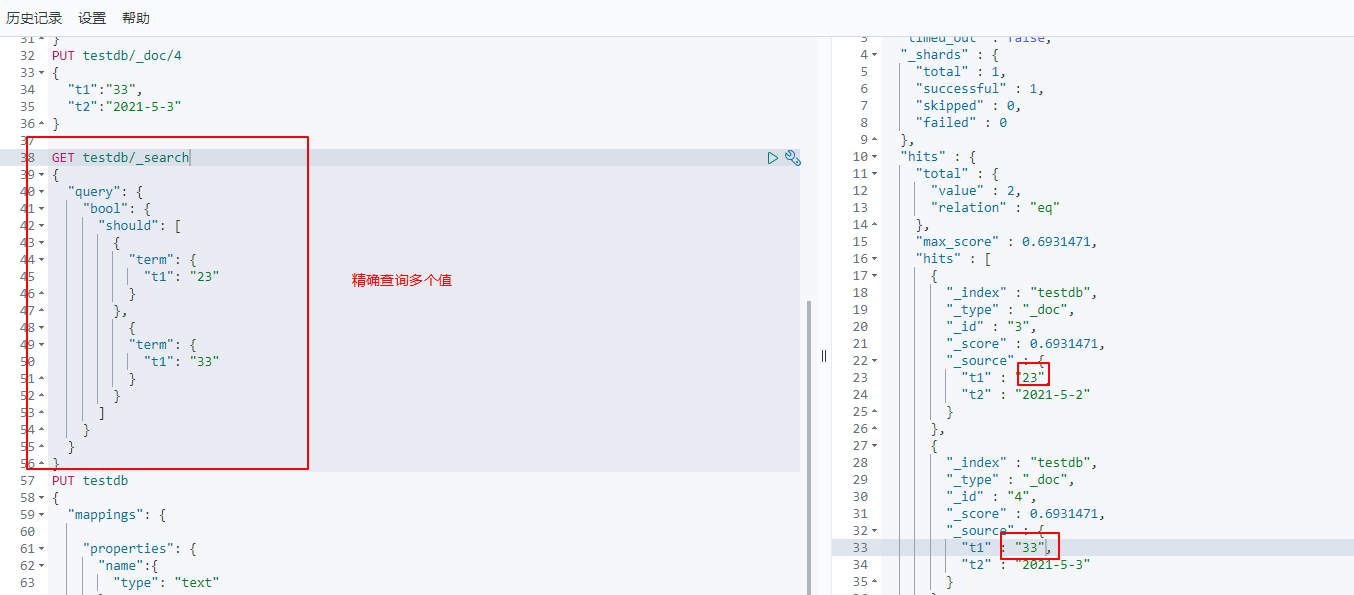 历史记录 设置 帮助
31 }
32 PUT testdb/_doc/4
33 {
34 "t1":"33",
35 "t2":"2021-5-3"
36 }
37
38 GET testdb/_search
39 {
40 "query": {
41 "bool": {
42 "should": [
43 {
44 "term": {
45 "t1": "23"
46 }
47 },
48 {
49 "term": {
50 "t1": "33"
51 }
52 }
53 ]
54 }
55 }
56 }
57 PUT testdb
58 {
59 "mappings": {
60
61 "properties": {
62 "name":{
63 "type": "text"
精确查询多个值
3 "timed_out" : false,
4 "_shards" : {
5 "total" : 1,
6 "successful" : 1,
7 "skipped" : 0,
8 "failed" : 0
9 },
10 "hits" : {
11 "total" : {
12 "value" : 2,
13 "relation" : "eq"
14 },
15 "max_score" : 0.6931471,
16 "hits" : [
17 {
18 "_index" : "testdb",
19 "_type" : "_doc",
20 "_id" : "3",
21 "_score" : 0.6931471,
22 "_source" : {
23 "t1" : "23",
24 "t2" : "2021-5-2"
25 }
26 },
27 {
28 "_index" : "testdb",
29 "_type" : "_doc",
30 "_id" : "4",
31 "_score" : 0.6931471,
32 "_source" : {
33 "t1" : "33",
34 "t2" : "2021-5-3"
35 }